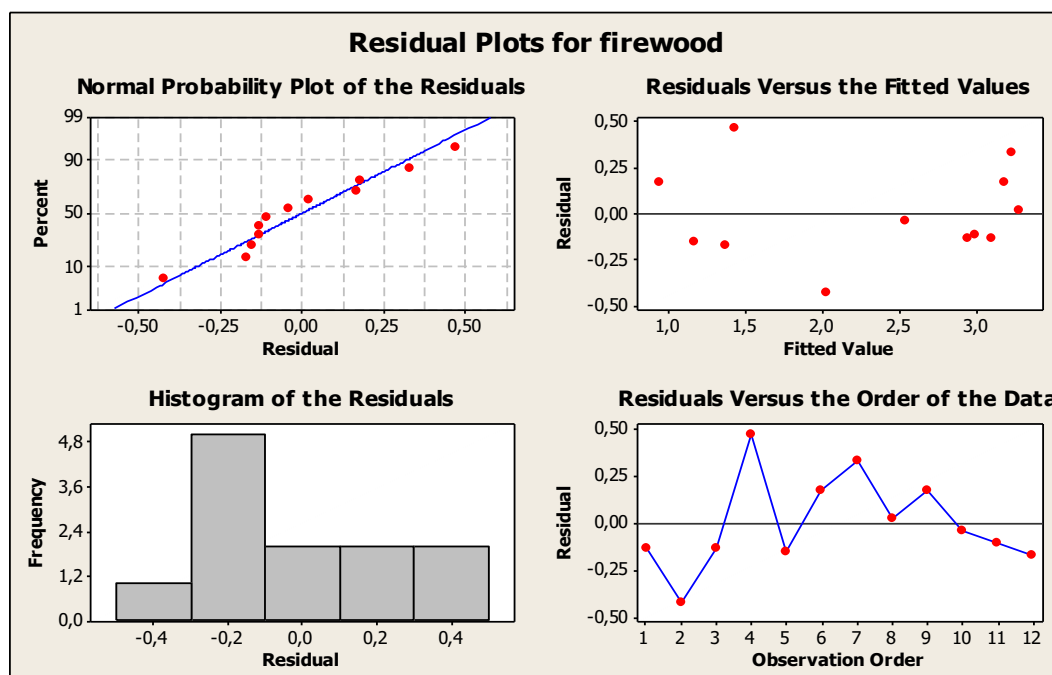 Residual Plots for firewood
Normal Probability Plot of the Residuals
99
90
50
10
1
Percent
-0,50 -0,25 0,00 0,25 0,50
Residual
Residuals Versus the Fitted Values
0,50
0,25
0,00
-0,25
-0,50
Residual
1,0 1,5 2,0 2,5 3,0
Fitted Value
Histogram of the Residuals
4,8
3,6
2,4
1,2
0,0
Frequency
-0,4 -0,2 0,0 0,2 0,4
Residual
Residuals Versus the Order of the Data
0,50
0,25
0,00
-0,25
-0,50
Residual
1 2 3 4 5 6 7 8 9 10 11 12
Observation Order